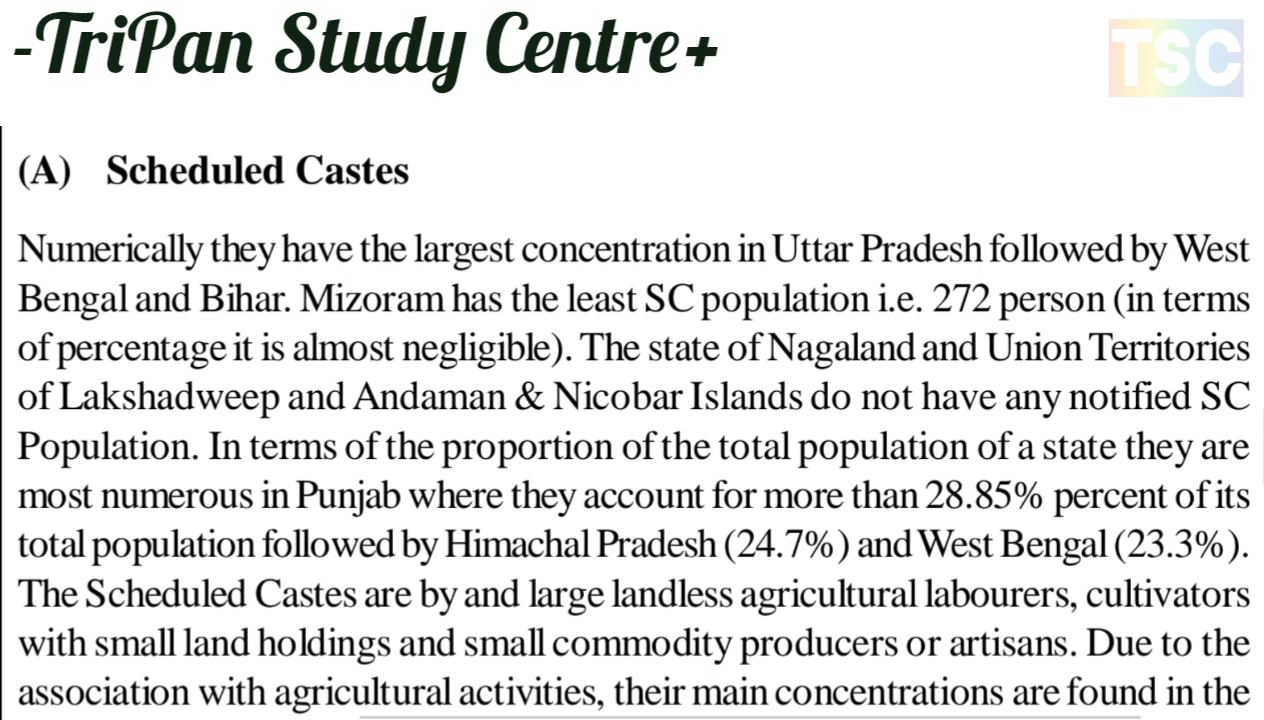 -TriPan Study Centre+
TSC
(A) Scheduled Castes
Numerically they have the largest concentration in Uttar Pradesh followed by West
Bengal and Bihar. Mizoram has the least SC population i.e. 272 person (in terms
of percentage it is almost negligible). The state of Nagaland and Union Territories
of Lakshadweep and Andaman & Nicobar Islands do not have any notified SC
Population. In terms of the proportion of the total population of a state they are
most numerous in Punjab where they account for more than 28.85% percent of its
total population followed by Himachal Pradesh (24.7%) and West Bengal (23.3%).
The Scheduled Castes are by and large landless agricultural labourers, cultivators
with small land holdings and small commodity producers or artisans. Due to the
association with agricultural activities, their main concentrations are found in the